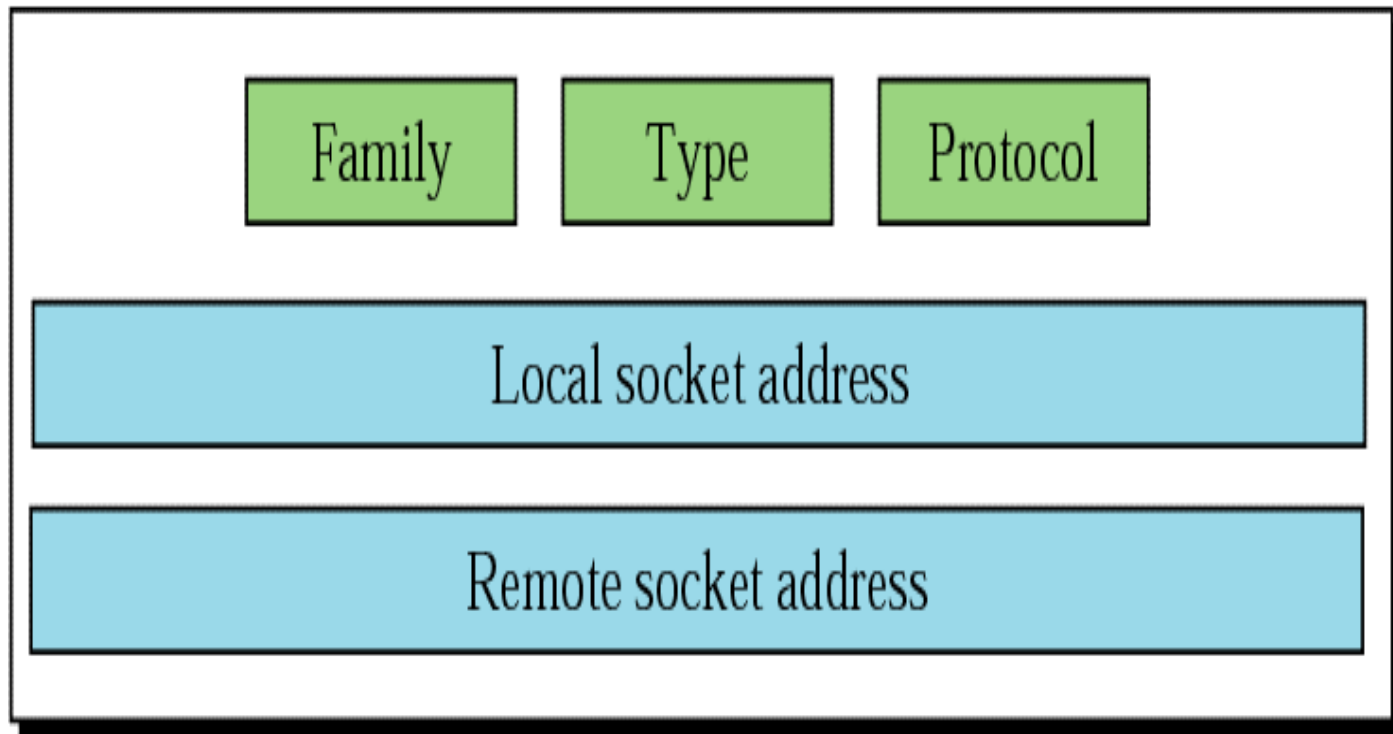 Family Type Protocol
Local socket address
Remote socket address